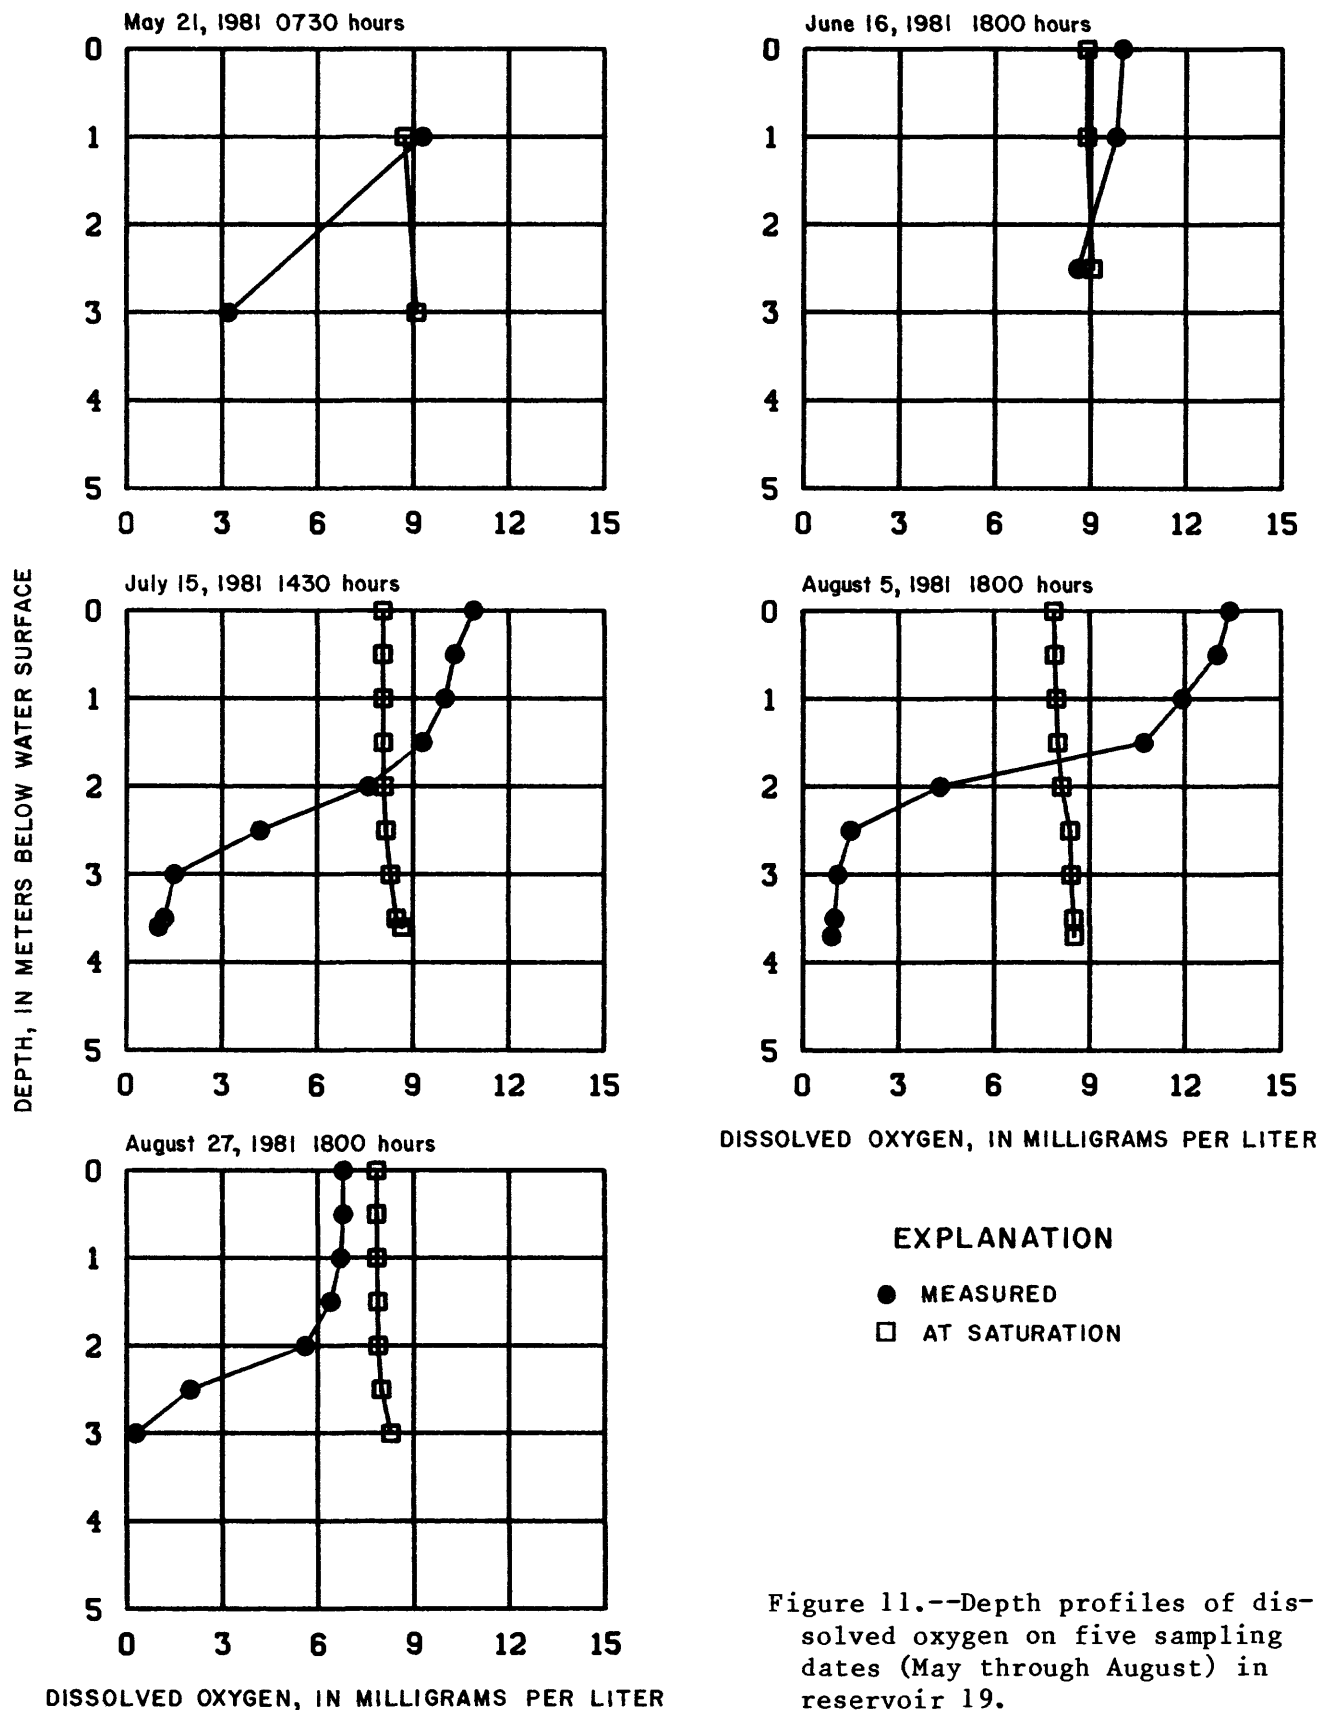 May 21, 1981 0730 hours
0
1
2
3
4
5
0 3 6 9 12 15
June 16, 1981 1800 hours
0
1
2
3
4
5
0 3 6 9 12 15
DEPTH, IN METERS BELOW WATER SURFACE
July 15, 1981 1430 hours
0
1
2
3
4
5
0 3 6 9 12 15
August 5, 1981 1800 hours
0
1
2
3
4
5
0 3 6 9 12 15
DISSOLVED OXYGEN, IN MILLIGRAMS PER LITER
August 27, 1981 1800 hours
0
1
2
3
4
5
0 3 6 9 12 15
DISSOLVED OXYGEN, IN MILLIGRAMS PER LITER
EXPLANATION
MEASURED
AT SATURATION
Figure 11.--Depth profiles of dis-
solved oxygen on five sampling
dates (May through August) in
reservoir 19.